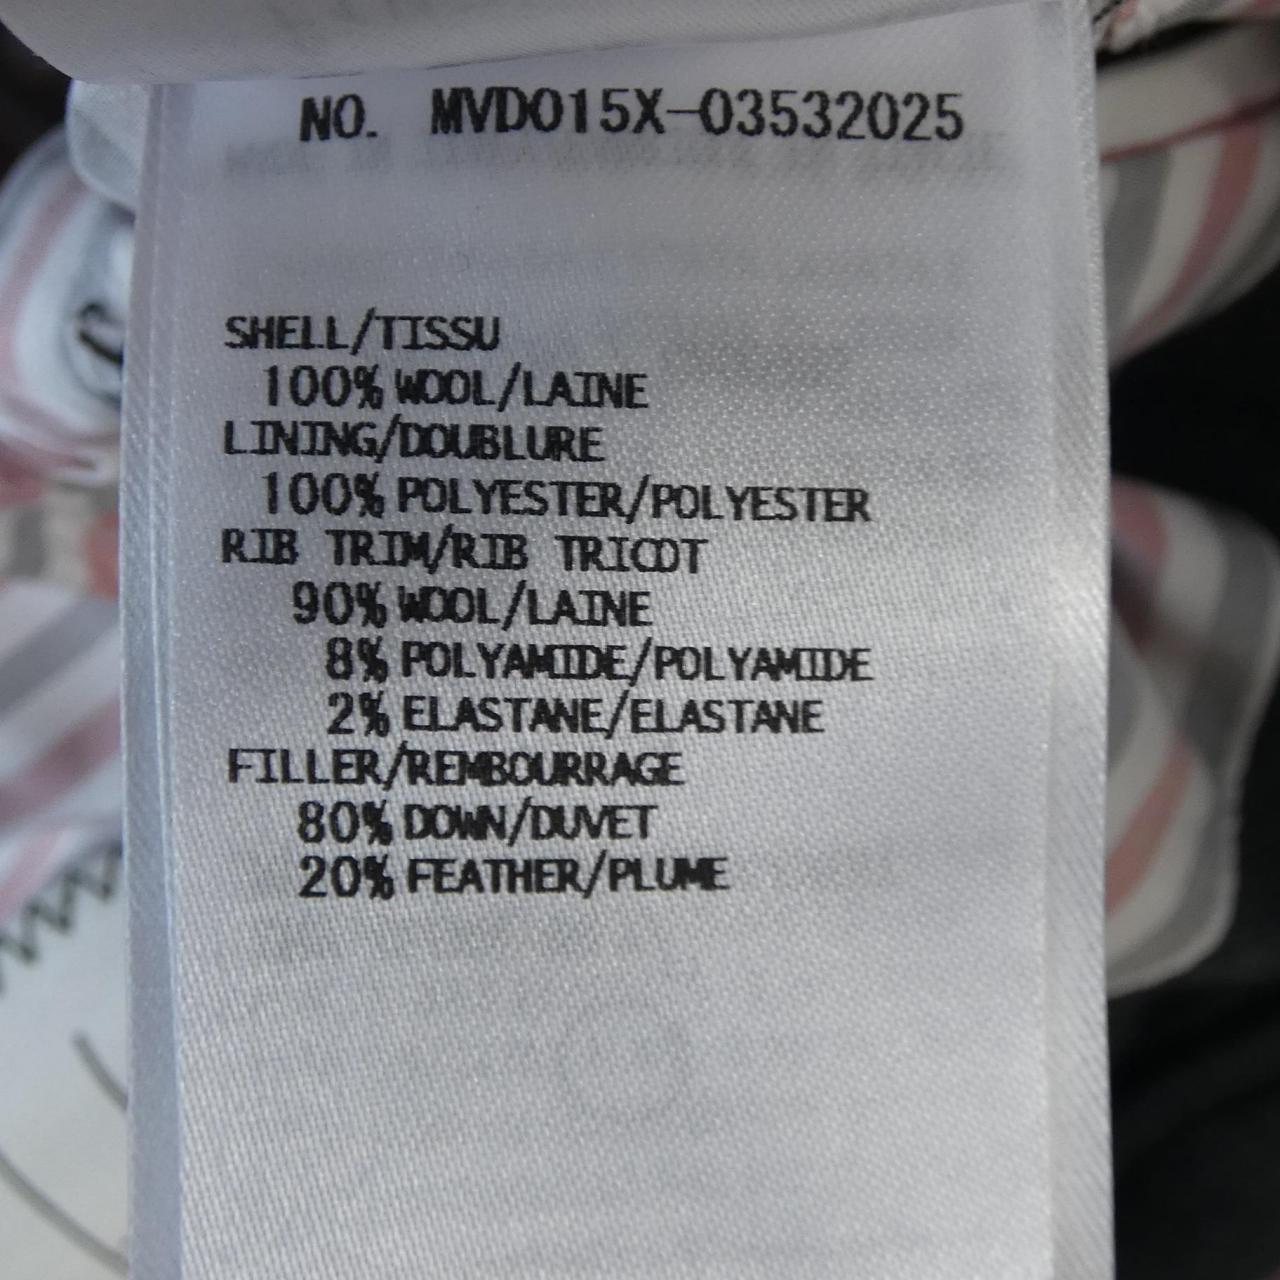 NO. MVD015X-03532025
SHELL/TISSU
100% WOOL/LAINE
LINING/DOUBLURE
100% POLYESTER/POLYESTER
RIB TRIM/RIB TRICOT
90% WOOL/LAINE
8% POLYAMIDE/POLYAMIDE
2% ELASTANE/ELASTANE
FILLER/REMBOURRAGE
80% DOWN/DUVET
20% FEATHER/PLUME